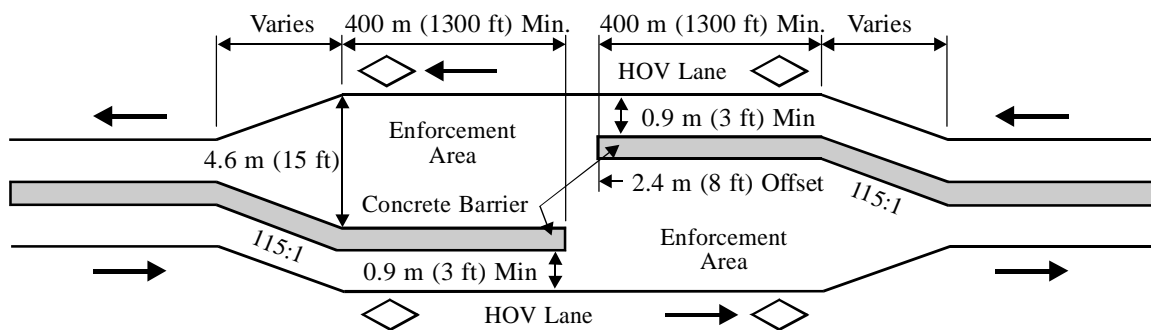 Varies
400 m (1300 ft) Min.
400 m (1300 ft) Min.
Varies
HOV Lane
Enforcement
Area
0.9 m (3 ft) Min
4.6 m (15 ft)
2.4 m (8 ft) Offset
Concrete Barrier
115:1
115:1
Enforcement
Area
0.9 m (3 ft) Min
HOV Lane